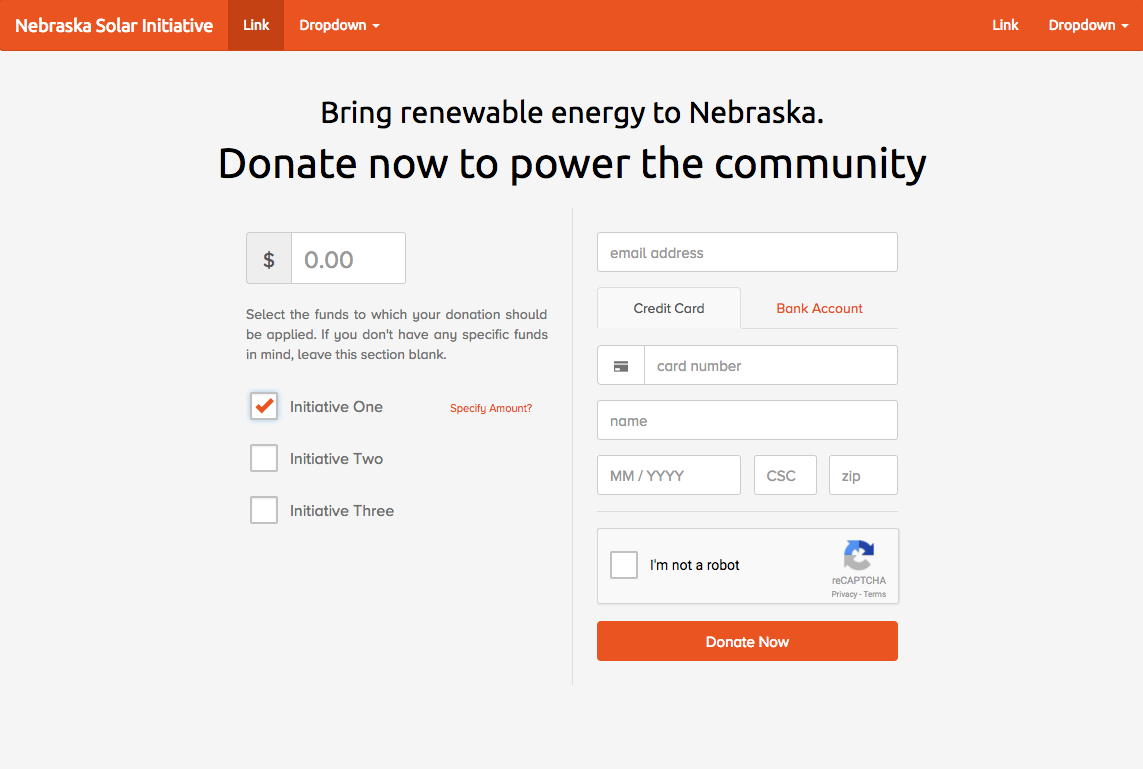 Nebraska Solar Initiative Link Dropdown Link Dropdown
Bring renewable energy to Nebraska.
Donate now to power the community
$ 0.00
Select the funds to which your donation should
be applied. If you don't have any specific funds
in mind, leave this section blank.
Initiative One Specify Amount?
Initiative Two
Initiative Three
email address
Credit Card Bank Account
card number
name
MM / YYYY CSC zip
I'm not a robot
reCAPTCHA
Privacy - Terms
Donate Now